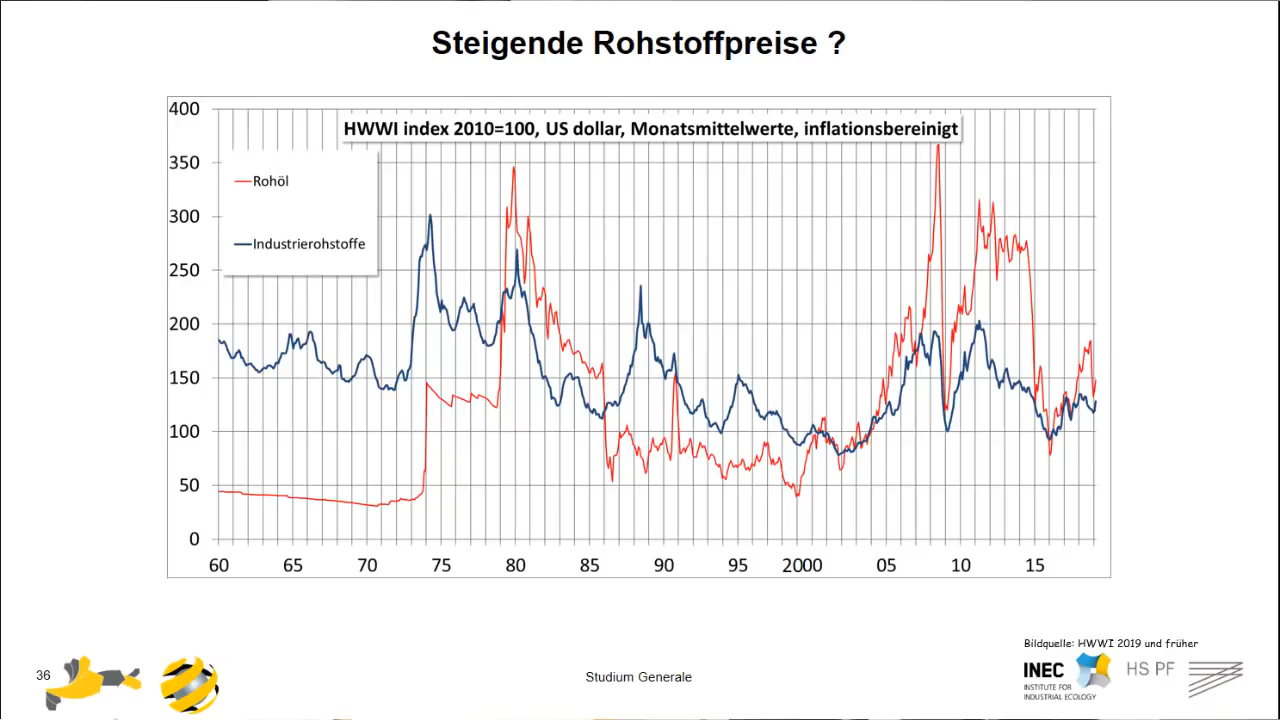 Steigende Rohstoffpreise ?
HWWI index 2010=100, US dollar, Monatsmittelwerte, inflationsbereinigt
400
350
300
250
200
150
100
50
0
Rohöl
Industrierohstoffe
60 65 70 75 80 85 90 95 2000 05 10 15
Bildquelle: HWWI 2019 und früher
36
Studium Generale
INEC
INSTITUTE FOR
INDUSTRIAL ECOLOGY
HS PF